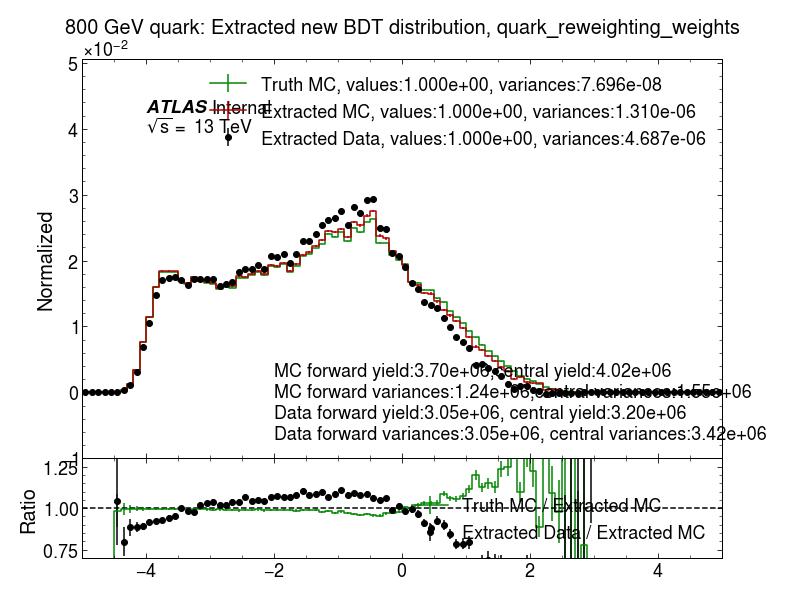 800 GeV quark: Extracted new BDT distribution, quark_reweighting_weights
×10⁻²
5
4
3
2
1
0
1
Normalized
Truth MC, values:1.000e+00, variances:7.696e-08
ATLAS Internal
Extracted MC, values:1.000e+00, variances:1.310e-06
√s = 13 TeV
Extracted Data, values:1.000e+00, variances:4.687e-06
MC forward yield:3.70e+06, central yield:4.02e+06
MC forward variances:1.24e+06, central variances:1.55e+06
Data forward yield:3.05e+06, central yield:3.20e+06
Data forward variances:3.05e+06, central variances:3.42e+06
1.25
1.00
0.75
Ratio
Truth MC / Extracted MC
Extracted Data / Extracted MC
−4
−2
0
2
4